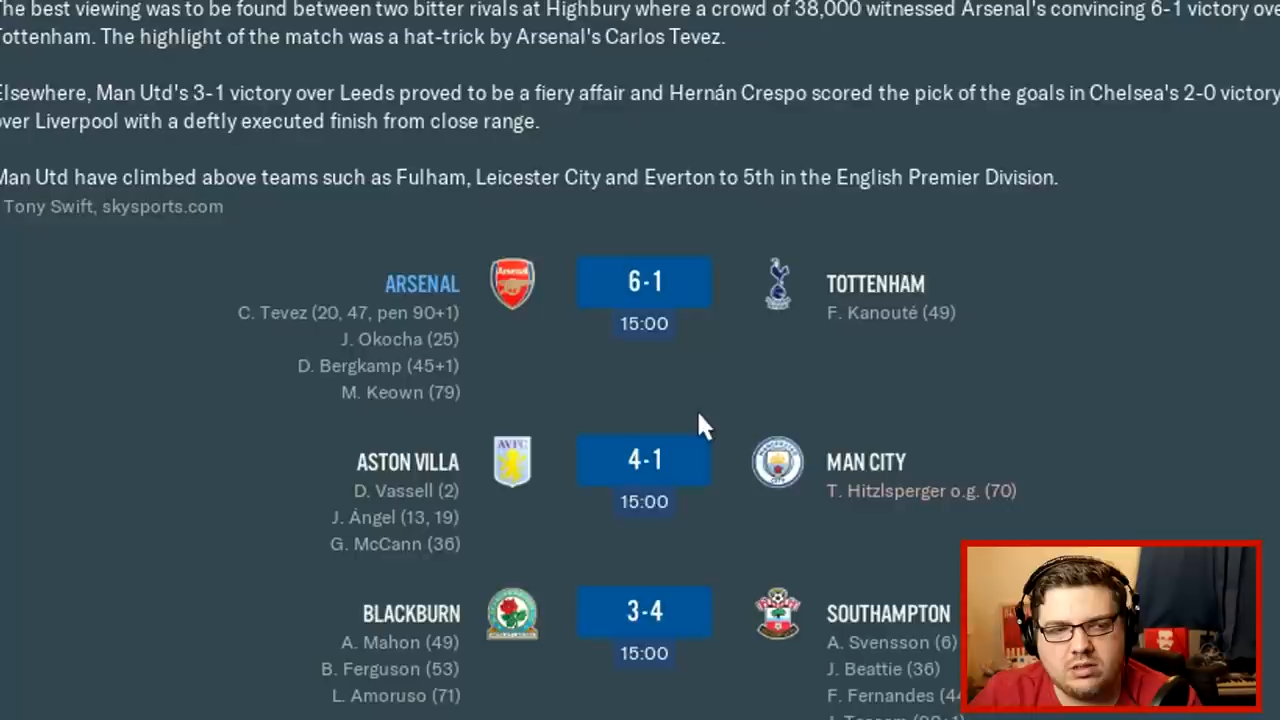 The best viewing was to be found between two bitter rivals at Highbury where a crowd of 38,000 witnessed Arsenal's convincing 6-1 victory ove
Tottenham. The highlight of the match was a hat-trick by Arsenal's Carlos Tevez.
Elsewhere, Man Utd's 3-1 victory over Leeds proved to be a fiery affair and Hernán Crespo scored the pick of the goals in Chelsea's 2-0 victory
over Liverpool with a deftly executed finish from close range.
Man Utd have climbed above teams such as Fulham, Leicester City and Everton to 5th in the English Premier Division.
Tony Swift, skysports.com
ARSENAL 6-1 TOTTENHAM
C. Tevez (20, 47, pen 90+1) 15:00 F. Kanouté (49)
J. Okocha (25)
D. Bergkamp (45+1)
M. Keown (79)
ASTON VILLA AVFC 4-1 MAN CITY
D. Vassell (2) 15:00 T. Hitzlsperger o.g. (70)
J. Ángel (13, 19)
G. McCann (36)
BLACKBURN 3-4 SOUTHAMPTON
A. Mahon (49) 15:00 A. Svensson (6)
B. Ferguson (53) J. Beattie (36)
L. Amoruso (71) F. Fernandes (44